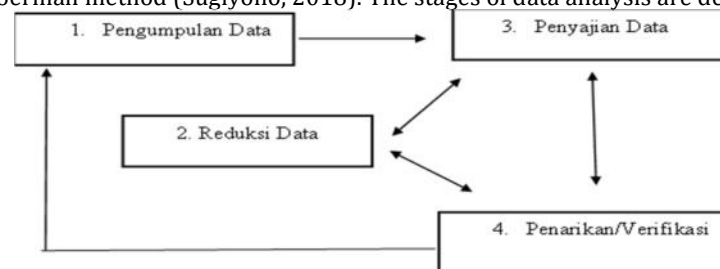 berman method (Sugiyono, 2018). The stages of data analysis are de
1. Pengumpulan Data
3. Penyajian Data
2. Reduksi Data
4. Penarikan/Verifikasi